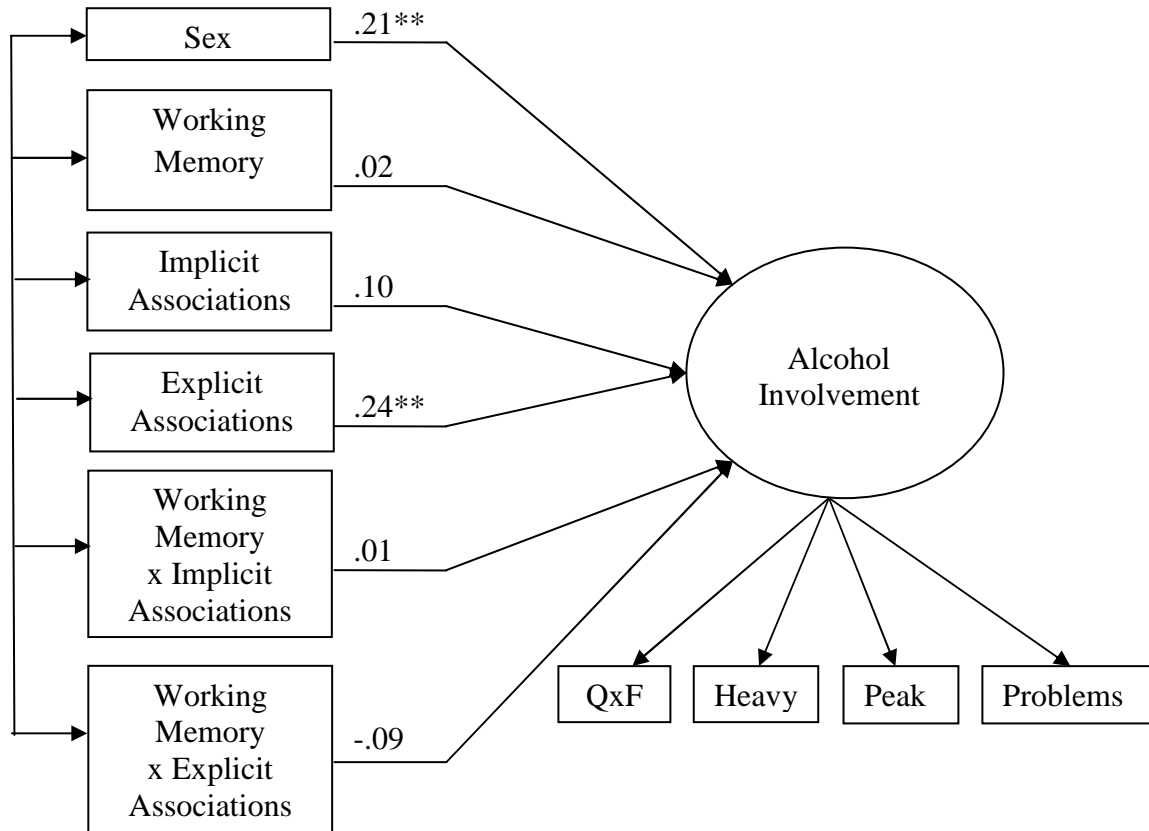 Sex
.21**
Working
Memory
.02
Implicit
Associations
.10
Explicit
Associations
.24**
Working
Memory
x Implicit
Associations
.01
Working
Memory
x Explicit
Associations
-.09
Alcohol
Involvement
QxF
Heavy
Peak
Problems